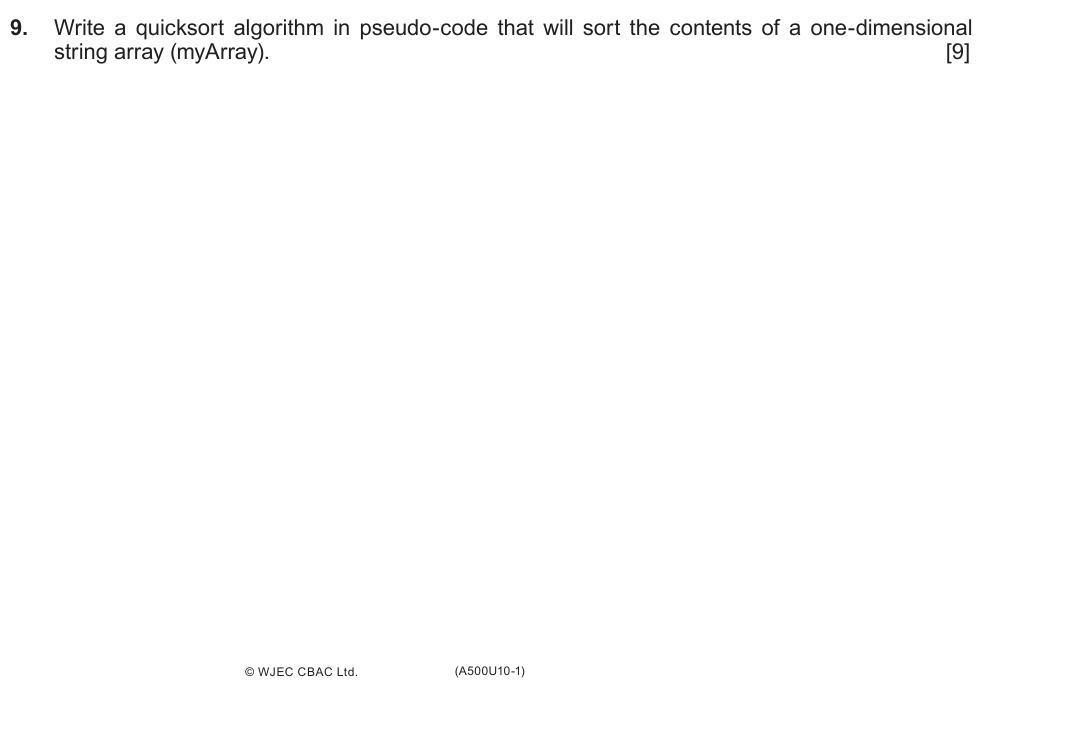 9. Write a quicksort algorithm in pseudo-code that will sort the contents of a one-dimensional
string array (myArray). [9]
© WJEC CBAC Ltd. (A500U10-1)